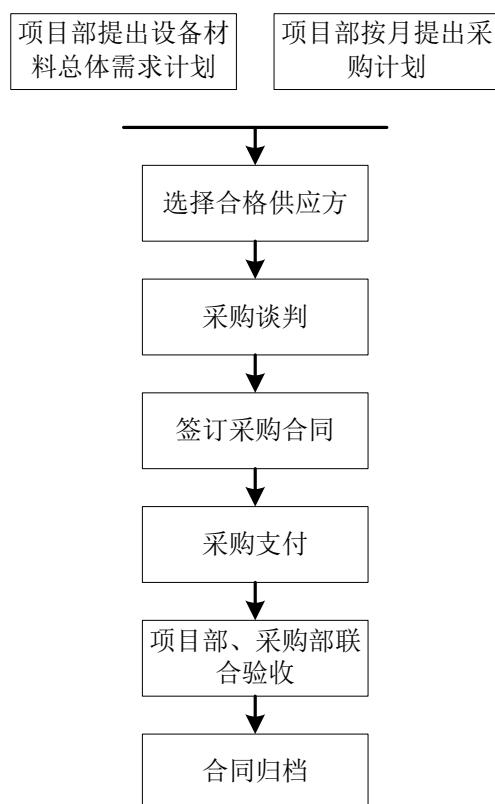 项目部提出设备材
料总体需求计划
项目部按月提出采
购计划
选择合格供应方
采购谈判
签订采购合同
采购支付
项目部、采购部联
合验收
合同归档